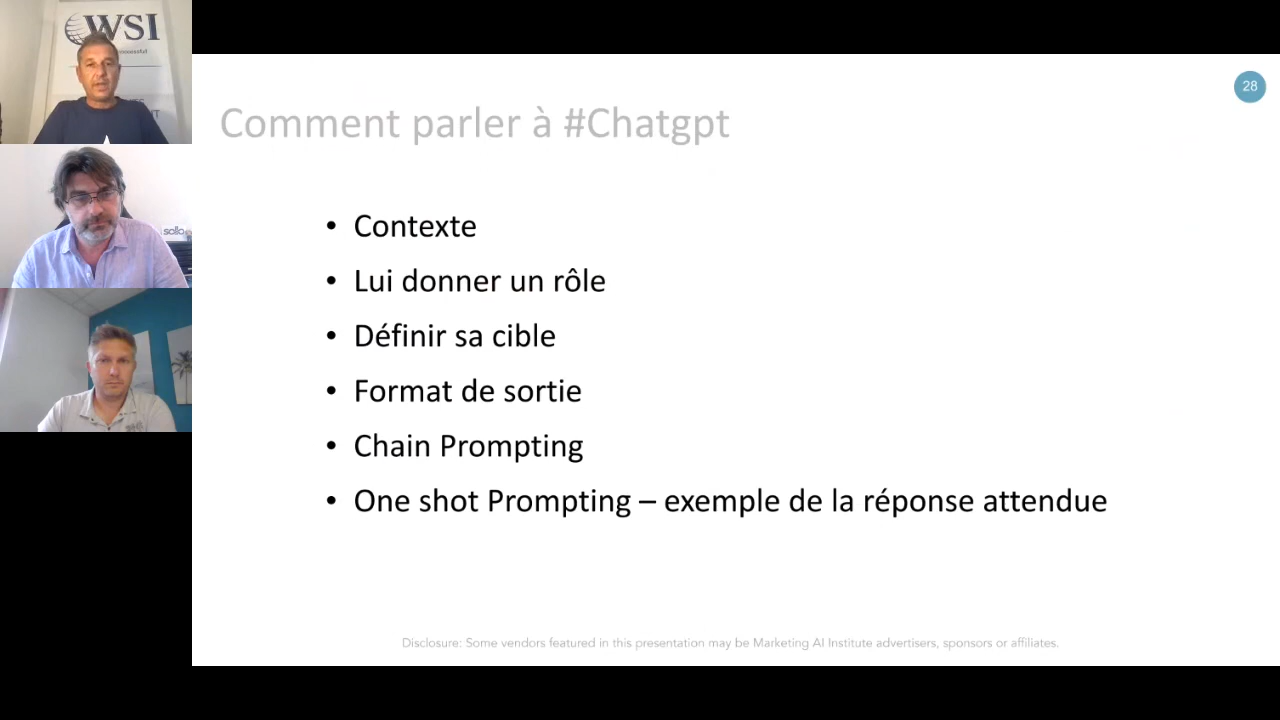 WSI
28
Comment parler à #Chatgpt
• Contexte
• Lui donner un rôle
• Définir sa cible
• Format de sortie
• Chain Prompting
• One shot Prompting – exemple de la réponse attendue
Disclosure: Some vendors featured in this presentation may be Marketing AI Institute advertisers, sponsors or affiliates.